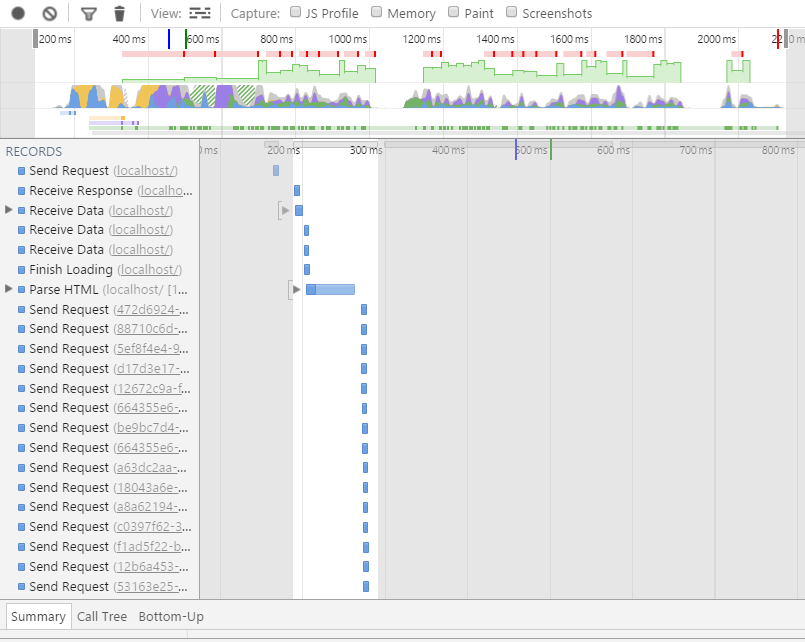 View: Capture: JS Profile Memory Paint Screenshots
200 ms 400 ms 600 ms 800 ms 1000 ms 1200 ms 1400 ms 1600 ms 1800 ms 2000 ms
RECORDS ms 200 ms 300 ms 400 ms 500 ms 600 ms 700 ms 800 ms
Send Request (localhost/)
Receive Response (localho...
Receive Data (localhost/)
Receive Data (localhost/)
Receive Data (localhost/)
Finish Loading (localhost/)
Parse HTML (localhost/ [1...
Send Request (472d6924-...
Send Request (88710c6d-...
Send Request (5ef8f4e4-9...
Send Request (d17d3e17-...
Send Request (12672c9a-f...
Send Request (664355e6-...
Send Request (be9bc7d4-...
Send Request (664355e6-...
Send Request (a63dc2aa-...
Send Request (18043a6e-...
Send Request (a8a62194-...
Send Request (c0397f62-3...
Send Request (f1ad5f22-b...
Send Request (12b6a453-...
Send Request (53163e25-...
Summary Call Tree Bottom-Up